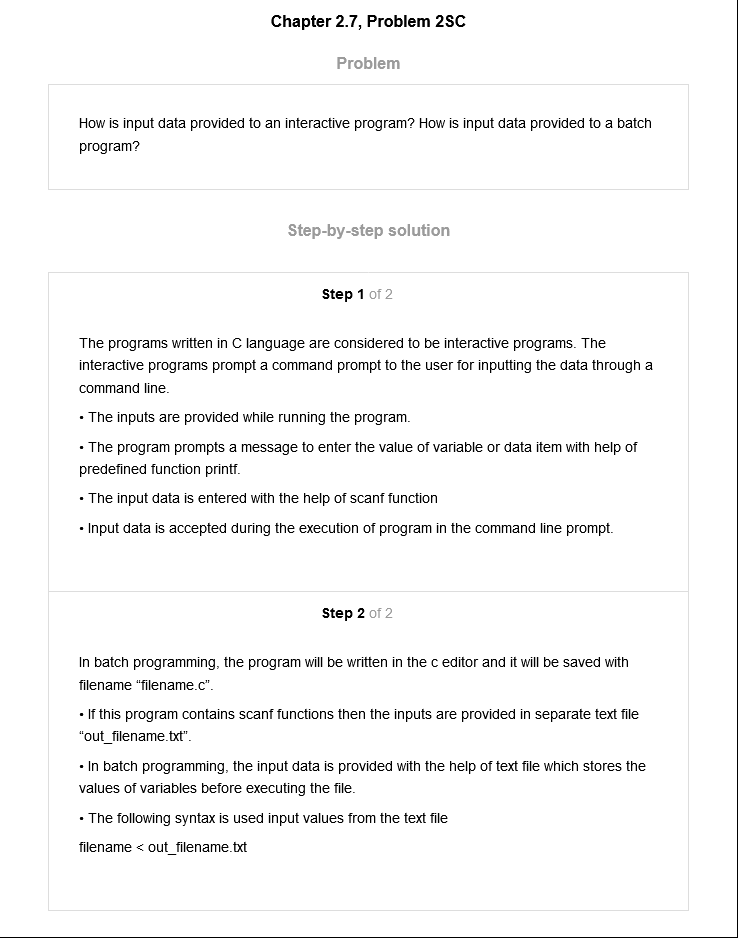 Chapter 2.7, Problem 2SC
Problem
How is input data provided to an interactive program? How is input data provided to a batch
program?
Step-by-step solution
Step 1 of 2
The programs written in C language are considered to be interactive programs. The
interactive programs prompt a command prompt to the user for inputting the data through a
command line.
• The inputs are provided while running the program.
• The program prompts a message to enter the value of variable or data item with help of
predefined function printf.
• The input data is entered with the help of scanf function
• Input data is accepted during the execution of program in the command line prompt.
Step 2 of 2
In batch programming, the program will be written in the c editor and it will be saved with
filename “filename.c”.
• If this program contains scanf functions then the inputs are provided in separate text file
“out_filename.txt”.
• In batch programming, the input data is provided with the help of text file which stores the
values of variables before executing the file.
• The following syntax is used input values from the text file
filename < out_filename.txt